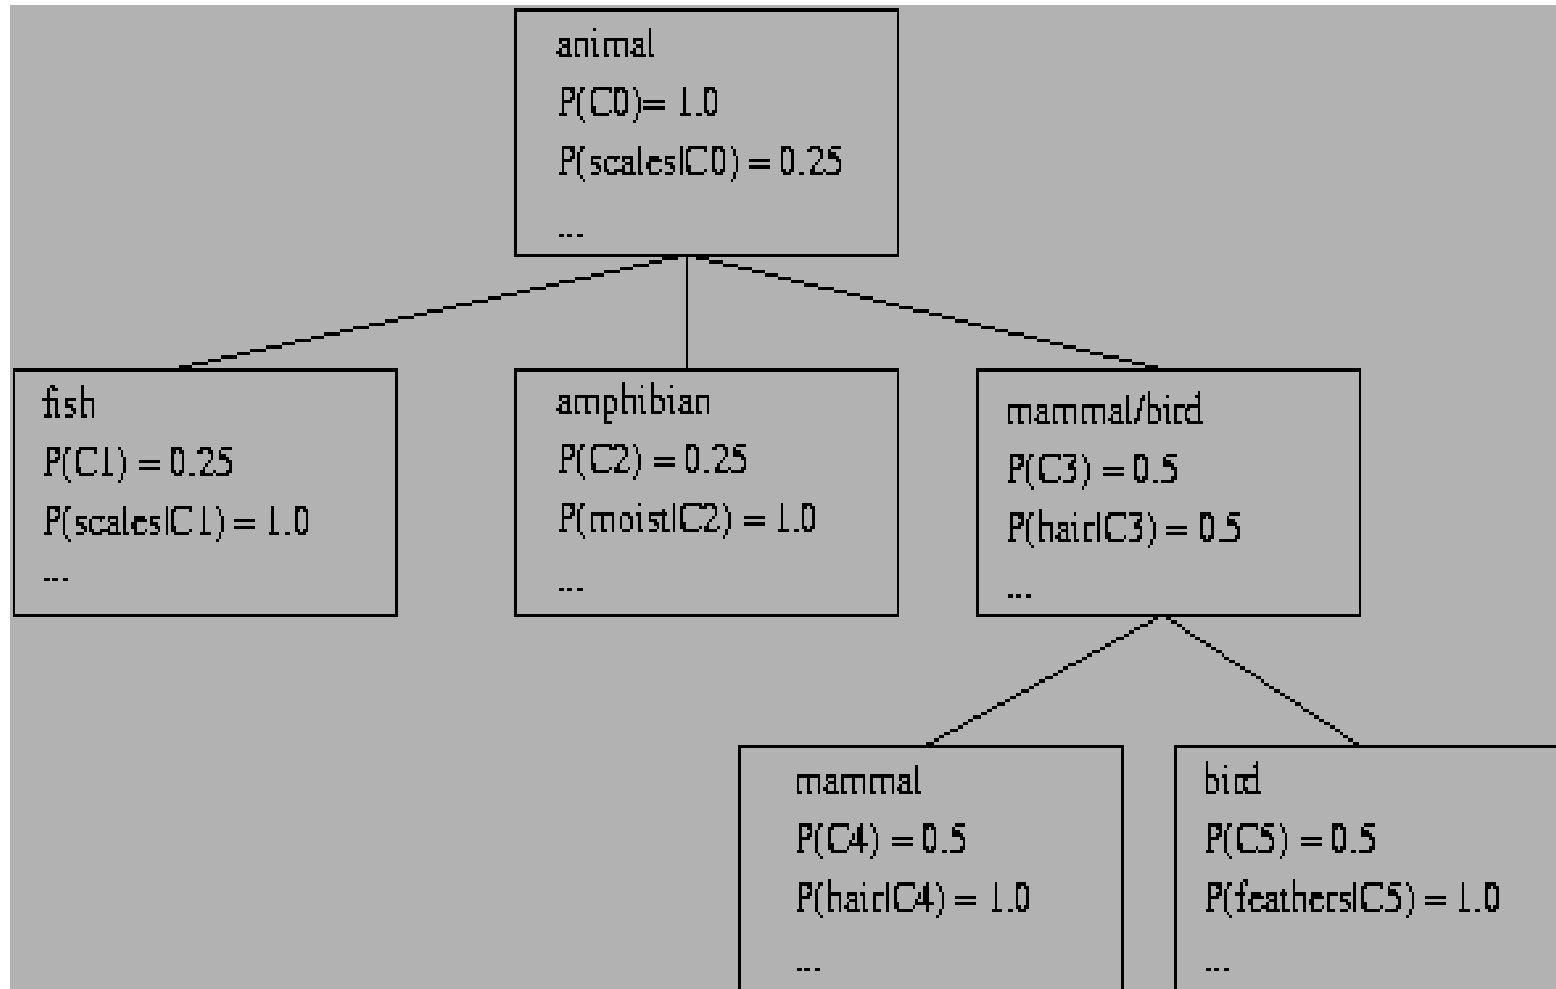 animal
P(C0)= 1.0
P(scales|C0) = 0.25
...
fish
P(C1) = 0.25
P(scales|C1) = 1.0
...
amphibian
P(C2) = 0.25
P(moist|C2) = 1.0
...
mammal/bird
P(C3) = 0.5
P(hair|C3) = 0.5
...
mammal
P(C4) = 0.5
P(hair|C4) = 1.0
...
bird
P(C5) = 0.5
P(feathers|C5) = 1.0
...